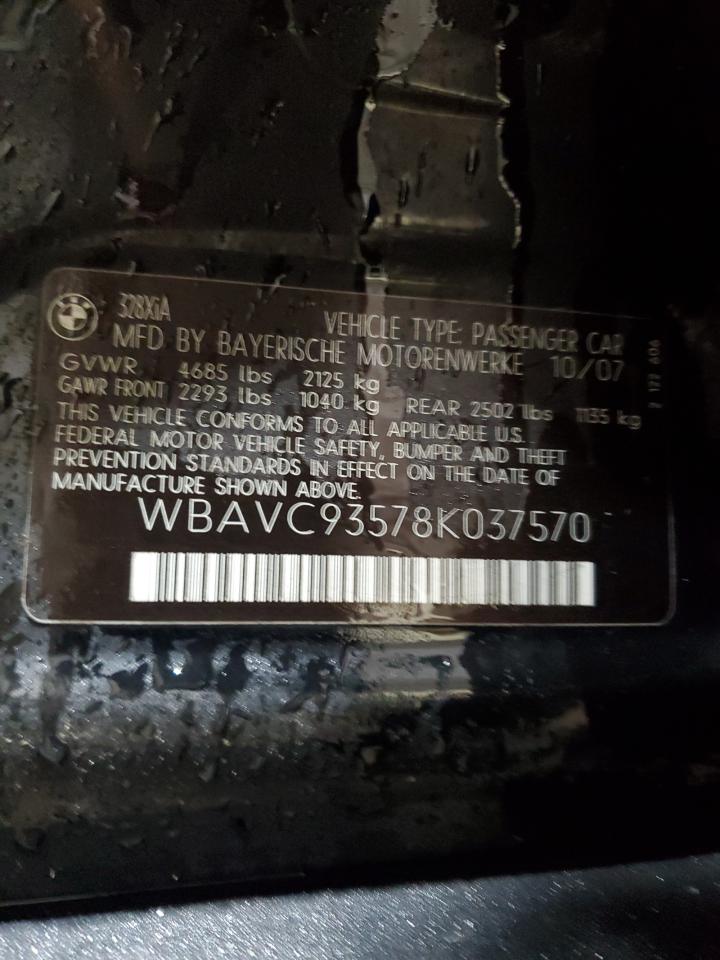 328XiA
VEHICLE TYPE: PASSENGER CAR
MFD BY BAYERISCHE MOTORENWERKE 10/07
GVWR 4685 lbs 2125 kg
GAWR FRONT 2293 lbs 1040 kg REAR 2502 lbs 1135 kg
THIS VEHICLE CONFORMS TO ALL APPLICABLE U.S.
FEDERAL MOTOR VEHICLE SAFETY, BUMPER AND THEFT
PREVENTION STANDARDS IN EFFECT ON THE DATE OF
MANUFACTURE SHOWN ABOVE.
WBAVC93578K037570